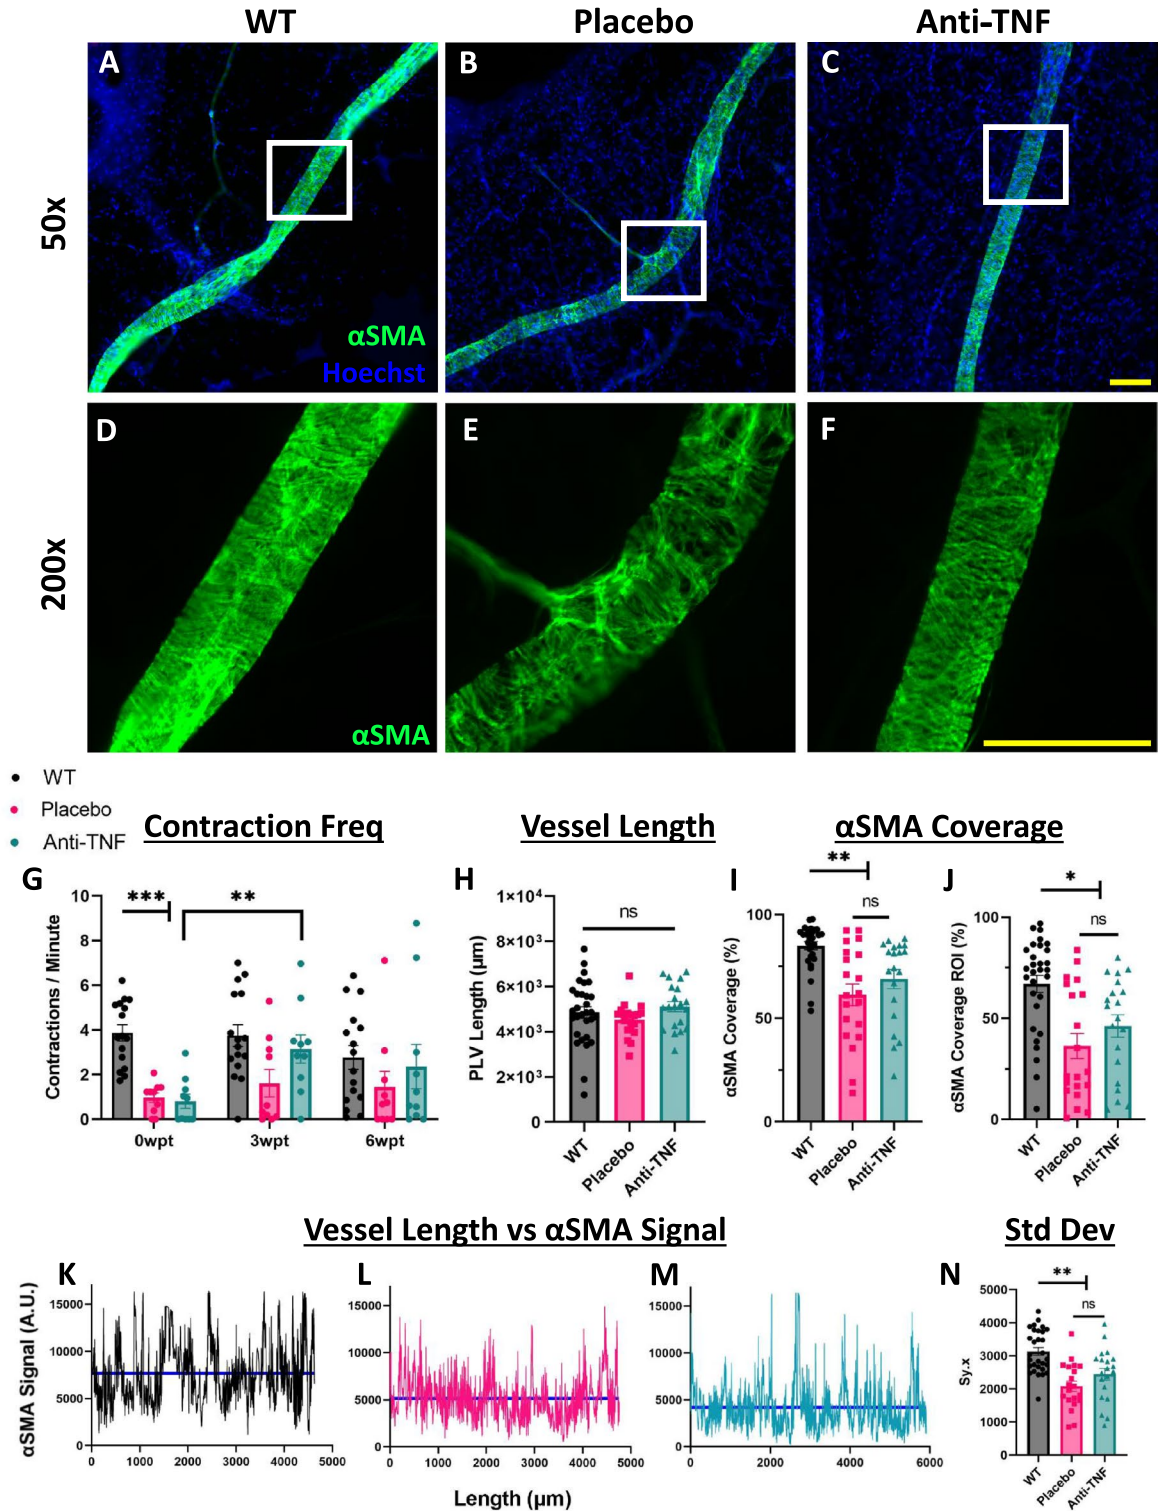 WT Placebo Anti-TNF
50x
A B C
αSMA
Hoechst
200x
D E F
αSMA
WT
Placebo
Anti-TNF
Contraction Freq Vessel Length αSMA Coverage
G
Contractions / Minute
10
8
6
4
2
0
*** **
0wpt 3wpt 6wpt
H
PLV Length (µm)
1×10⁴
8×10³
6×10³
4×10³
2×10³
0
ns
WT Placebo Anti-TNF
I
αSMA Coverage (%)
100
50
0
**
ns
WT Placebo Anti-TNF
J
αSMA Coverage ROI (%)
100
50
0
*
ns
WT Placebo Anti-TNF
Vessel Length vs αSMA Signal Std Dev
K
αSMA Signal (A.U.)
15000
10000
5000
0
0 1000 2000 3000 4000 5000
L
15000
10000
5000
0
0 1000 2000 3000 4000 5000
M
15000
10000
5000
0
0 2000 4000 6000
Length (µm)
N
Sy.x
5000
4000
3000
2000
1000
0
**
ns
WT Placebo Anti-TNF